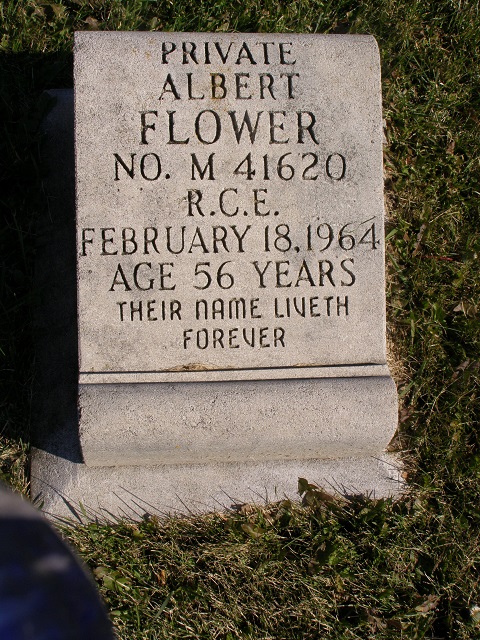 PRIVATE
ALBERT
FLOWER
NO. M 41620
R.C.E.
FEBRUARY 18, 1964
AGE 56 YEARS
THEIR NAME LIVETH
FOREVER